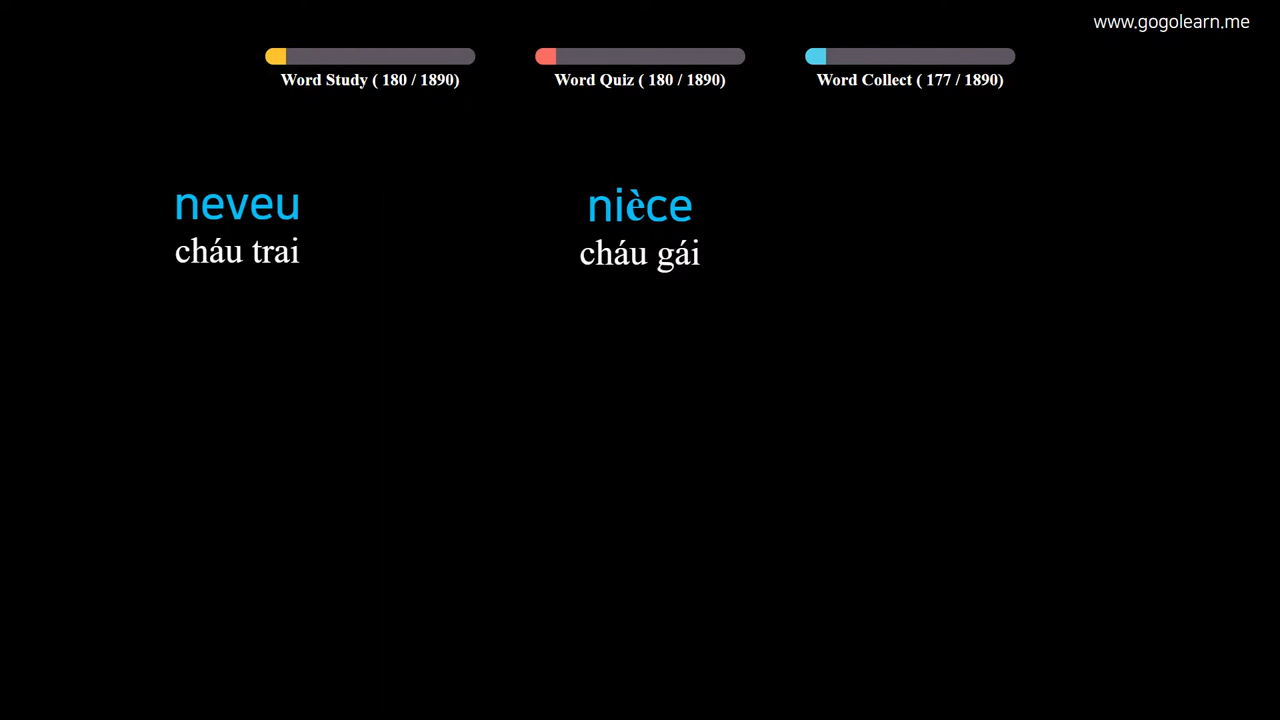 www.gogolearn.me
Word Study ( 180 / 1890)
Word Quiz ( 180 / 1890)
Word Collect ( 177 / 1890)
neveu
cháu trai
nièce
cháu gái